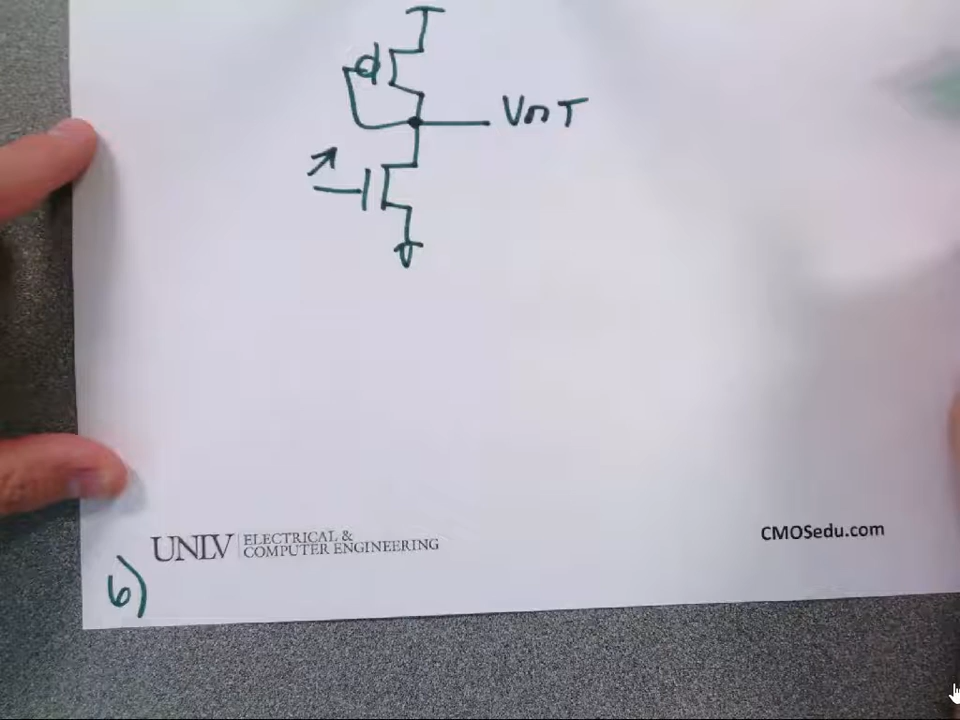 VOUT
UNLV
ELECTRICAL &
COMPUTER ENGINEERING
CMOSedu.com
6)